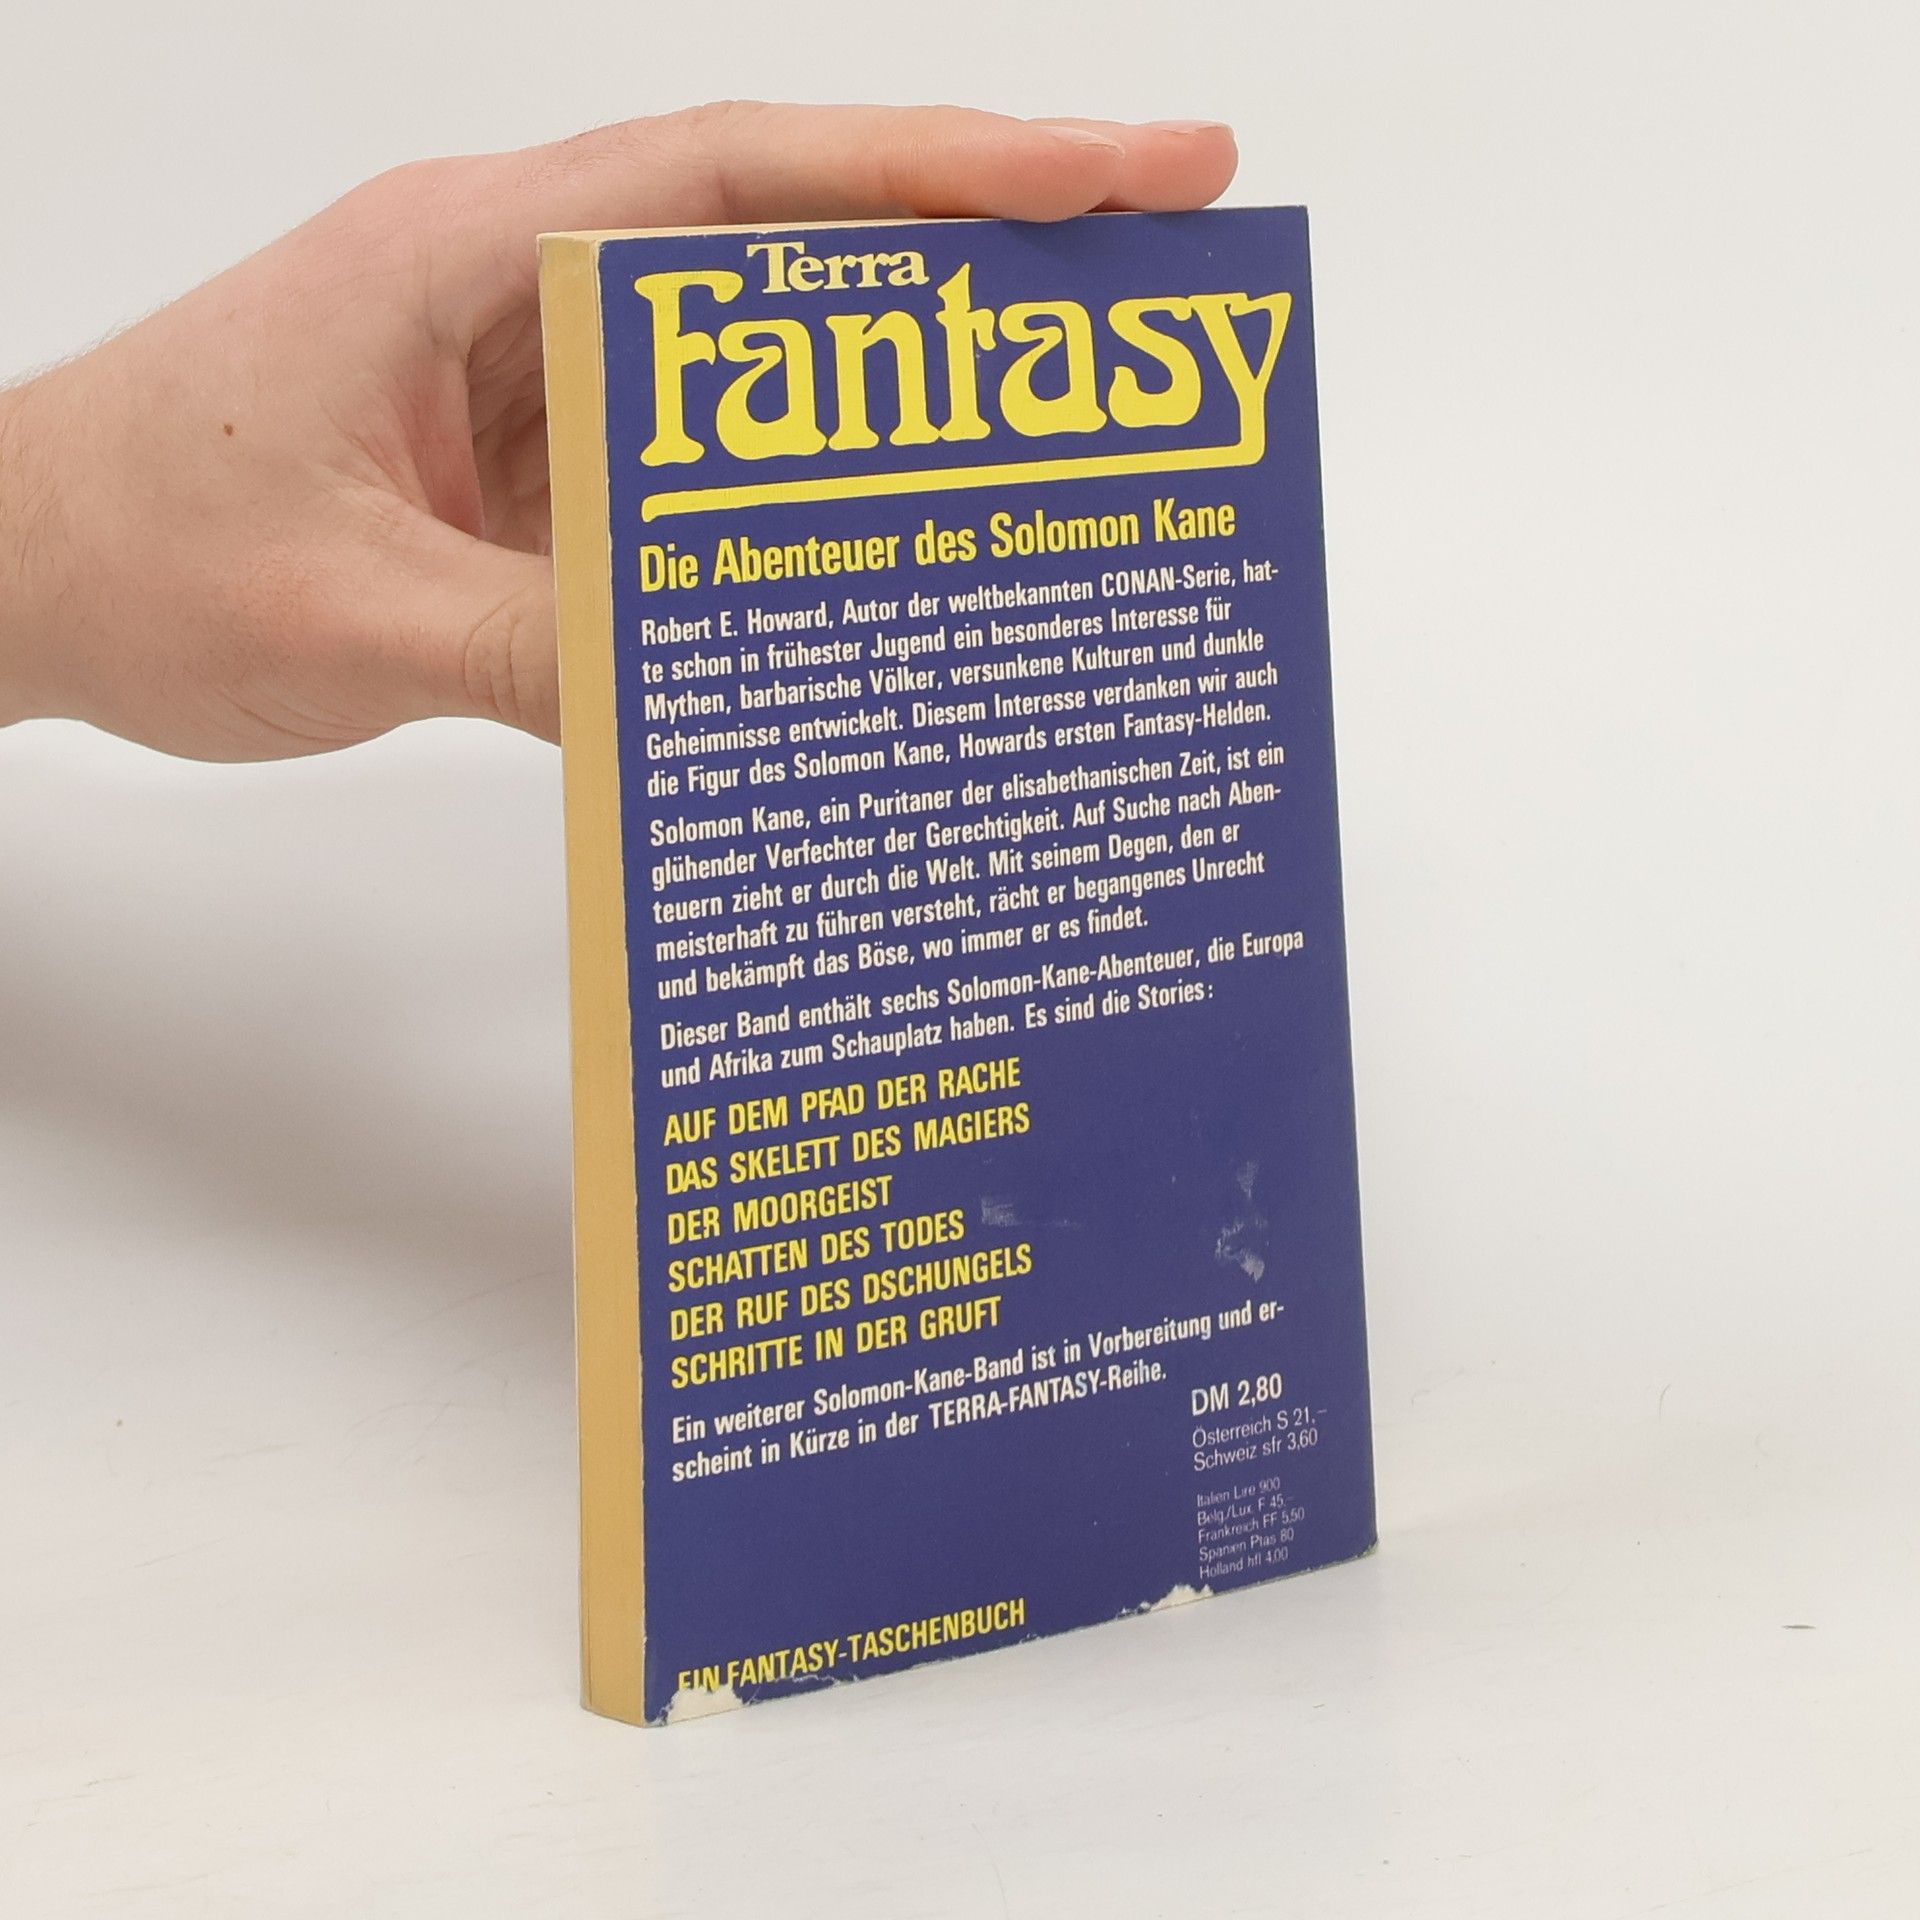 Terra
Fantasy
Die Abenteuer des Solomon Kane
Robert E. Howard, Autor der weltbekannten CONAN-Serie, hat-
te schon in frühester Jugend ein besonderes Interesse für
Mythen, barbarische Völker, versunkene Kulturen und dunkle
Geheimnisse entwickelt. Diesem Interesse verdanken wir auch
die Figur des Solomon Kane, Howards ersten Fantasy-Helden.
Solomon Kane, ein Puritaner der elisabethanischen Zeit, ist ein
glühender Verfechter der Gerechtigkeit. Auf Suche nach Aben-
teuern zieht er durch die Welt. Mit seinem Degen, den er
meisterhaft zu führen versteht, rächt er begangenes Unrecht
und bekämpft das Böse, wo immer er es findet.
Dieser Band enthält sechs Solomon-Kane-Abenteuer, die Europa
und Afrika zum Schauplatz haben. Es sind die Stories:
AUF DEM PFAD DER RACHE
DAS SKELETT DES MAGIERS
DER MOORGEIST
SCHATTEN DES TODES
DER RUF DES DSCHUNGELS
SCHRITTE IN DER GRUFT
Ein weiterer Solomon-Kane-Band ist in Vorbereitung und er-
scheint in Kürze in der TERRA-FANTASY-Reihe.
DM 2,80
Österreich S 21,–
Schweiz sfr 3,60
Italien Lire 900
Belg./Lux. F 45,–
Frankreich FF 5,50
Spanien Ptas 80
Holland hfl 4,00
EIN FANTASY-TASCHENBUCH